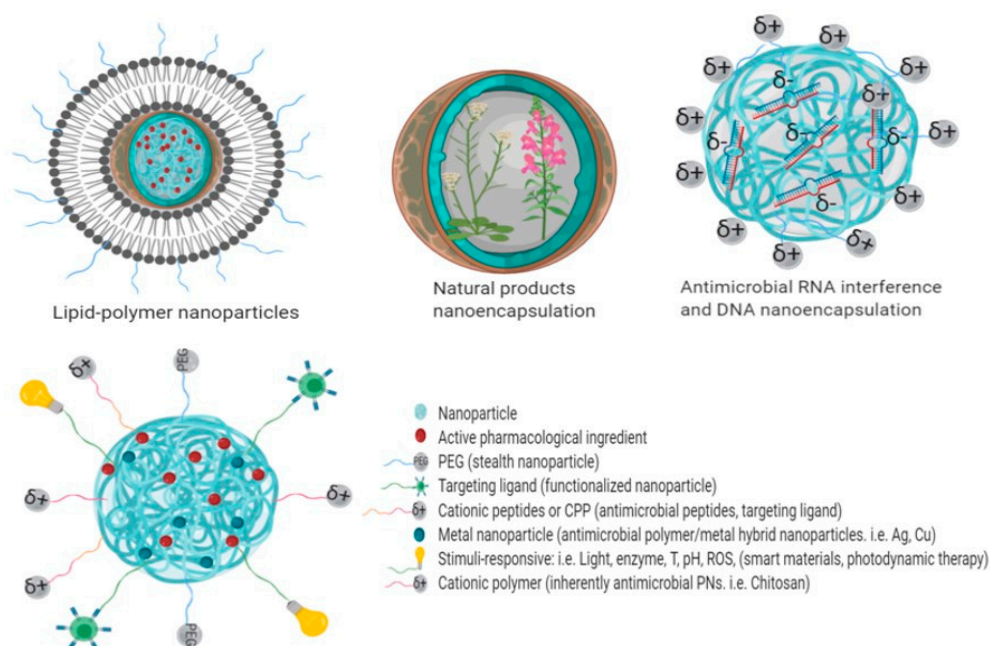 δ+
δ+
δ+
δ+
δ-
δ+
δ+
δ-
δ-
δ-
δ+
δ+
δ-
δ+
δ+
δ+
δ+
Lipid-polymer nanoparticles
Natural products
nanoencapsulation
Antimicrobial RNA interference
and DNA nanoencapsulation
δ+
PEG
δ+
δ+
δ+
PEG
Nanoparticle
Active pharmacological ingredient
PEG PEG (stealth nanoparticle)
Targeting ligand (functionalized nanoparticle)
δ+ Cationic peptides or CPP (antimicrobial peptides, targeting ligand)
Metal nanoparticle (antimicrobial polymer/metal hybrid nanoparticles. i.e. Ag, Cu)
Stimuli-responsive: i.e. Light, enzyme, T, pH, ROS, (smart materials, photodynamic therapy)
δ+ Cationic polymer (inherently antimicrobial PNs. i.e. Chitosan)